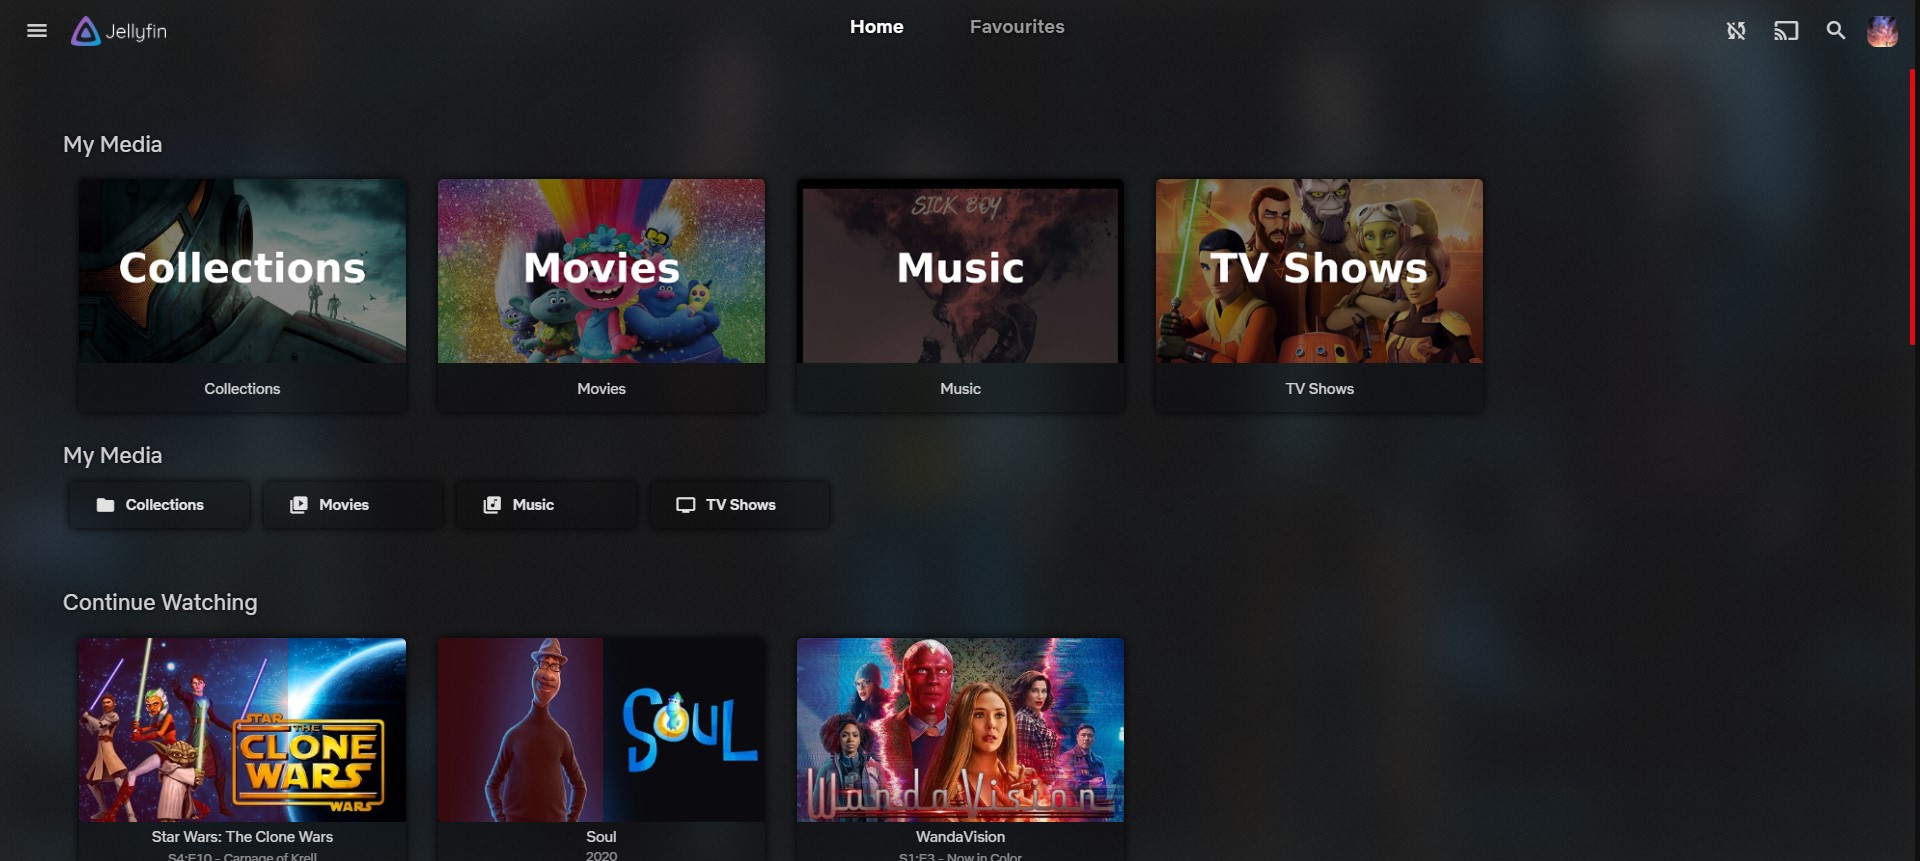 Jellyfin
Home
Favourites
My Media
Collections
Movies
SICK BOY
Music
TV Shows
Collections
Movies
Music
TV Shows
My Media
Collections
Movies
Music
TV Shows
Continue Watching
STAR
THE
CLONE
WARS
WARS
SOUL
WandaVision
Star Wars: The Clone Wars
Soul
WandaVision
S4:E10 - Carnage of Krell
2020
S1:E3 - Now in Color